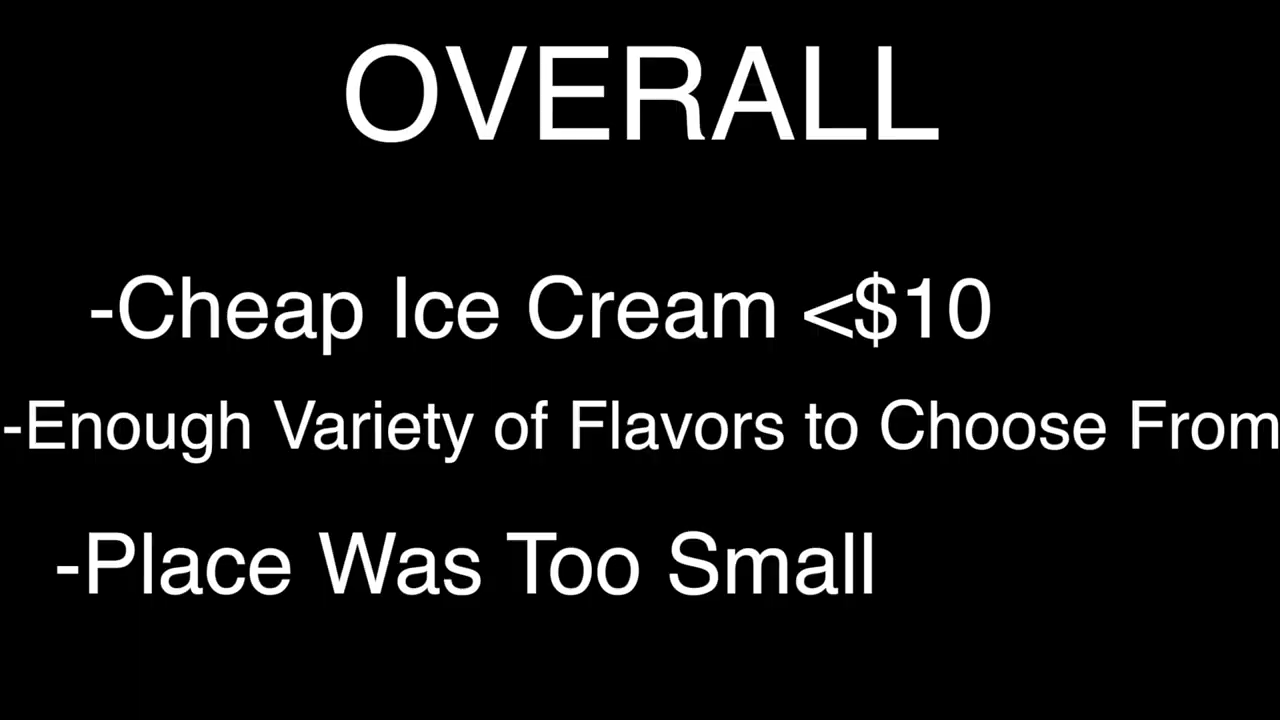 OVERALL
-Cheap Ice Cream <$10
-Enough Variety of Flavors to Choose From
-Place Was Too Small